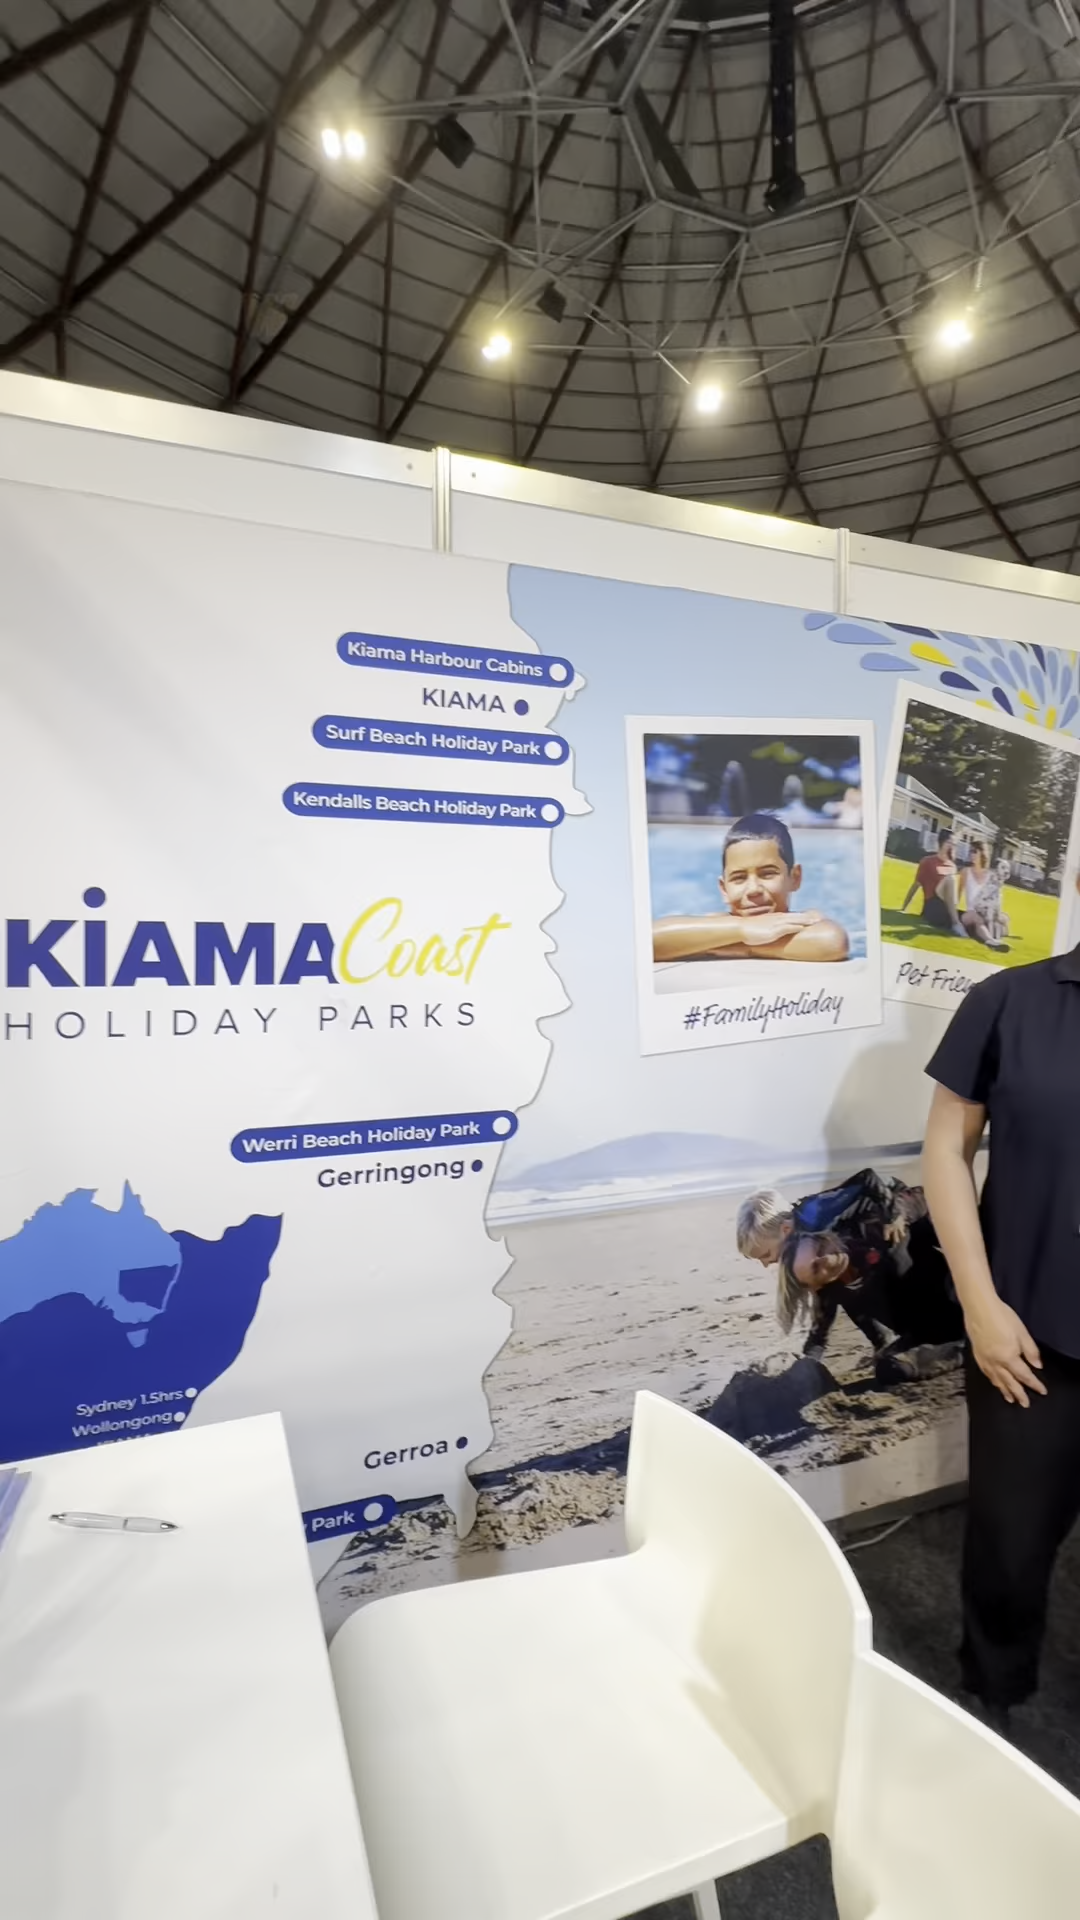 Kiama Harbour Cabins
KIAMA
Surf Beach Holiday Park
Kendalls Beach Holiday Park
KiAMA Coast
HOLIDAY PARKS
#FamilyHoliday
Pet
Werri Beach Holiday Park
Gerringong
Sydney 1.5hrs
Wollongong
Gerroa
Park